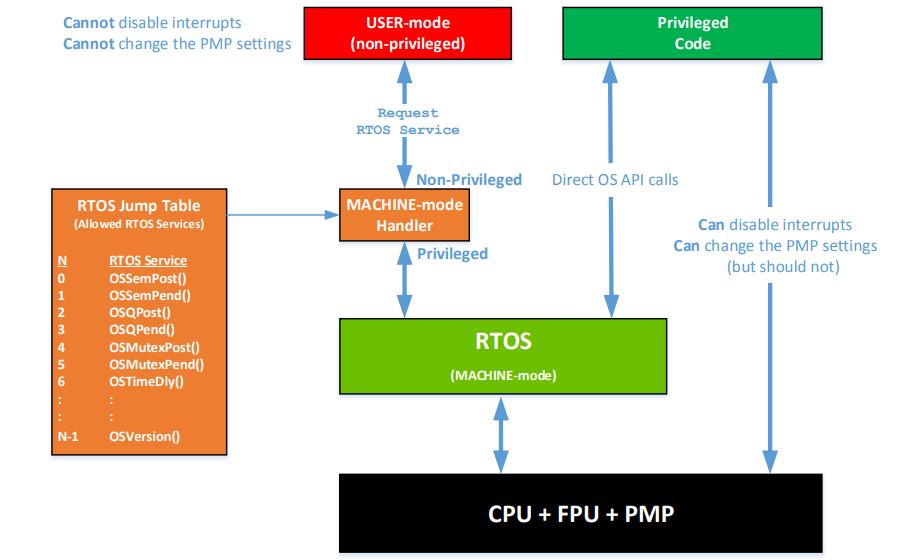 Cannot disable interrupts
Cannot change the PMP settings
USER-mode
(non-privileged)
Privileged
Code
Request
RTOS Service
Non-Privileged
Direct OS API calls
RTOS Jump Table
(Allowed RTOS Services)
N RTOS Service
0 OSSemPost()
1 OSSemPend()
2 OSQPost()
3 OSQPend()
4 OSMutexPost()
5 OSMutexPend()
6 OSTimeDly()
: :
: :
N-1 OSVersion()
MACHINE-mode
Handler
Privileged
Can disable interrupts
Can change the PMP settings
(but should not)
RTOS
(MACHINE-mode)
CPU + FPU + PMP